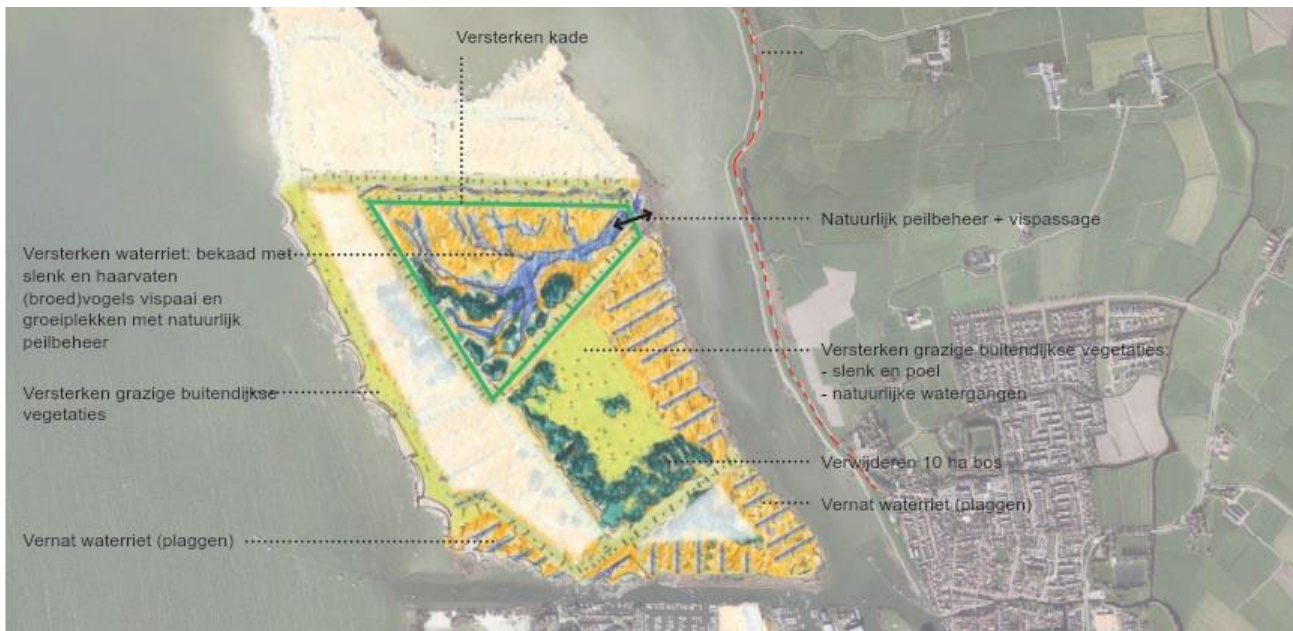 Versterken kade
Natuurlijk peilbeheer + vispassage
Versterken waterriet: bekaad met
slenk en haarvaten
(broed)vogels vispaai en
groeiplekken met natuurlijk
peilbeheer
Versterken grazige buitendijkse vegetaties:
- slenk en poel
- natuurlijke watergangen
Versterken grazige buitendijkse
vegetaties
Verwijderen 10 ha bos
Vernat waterriet (plaggen)
Vernat waterriet (plaggen)